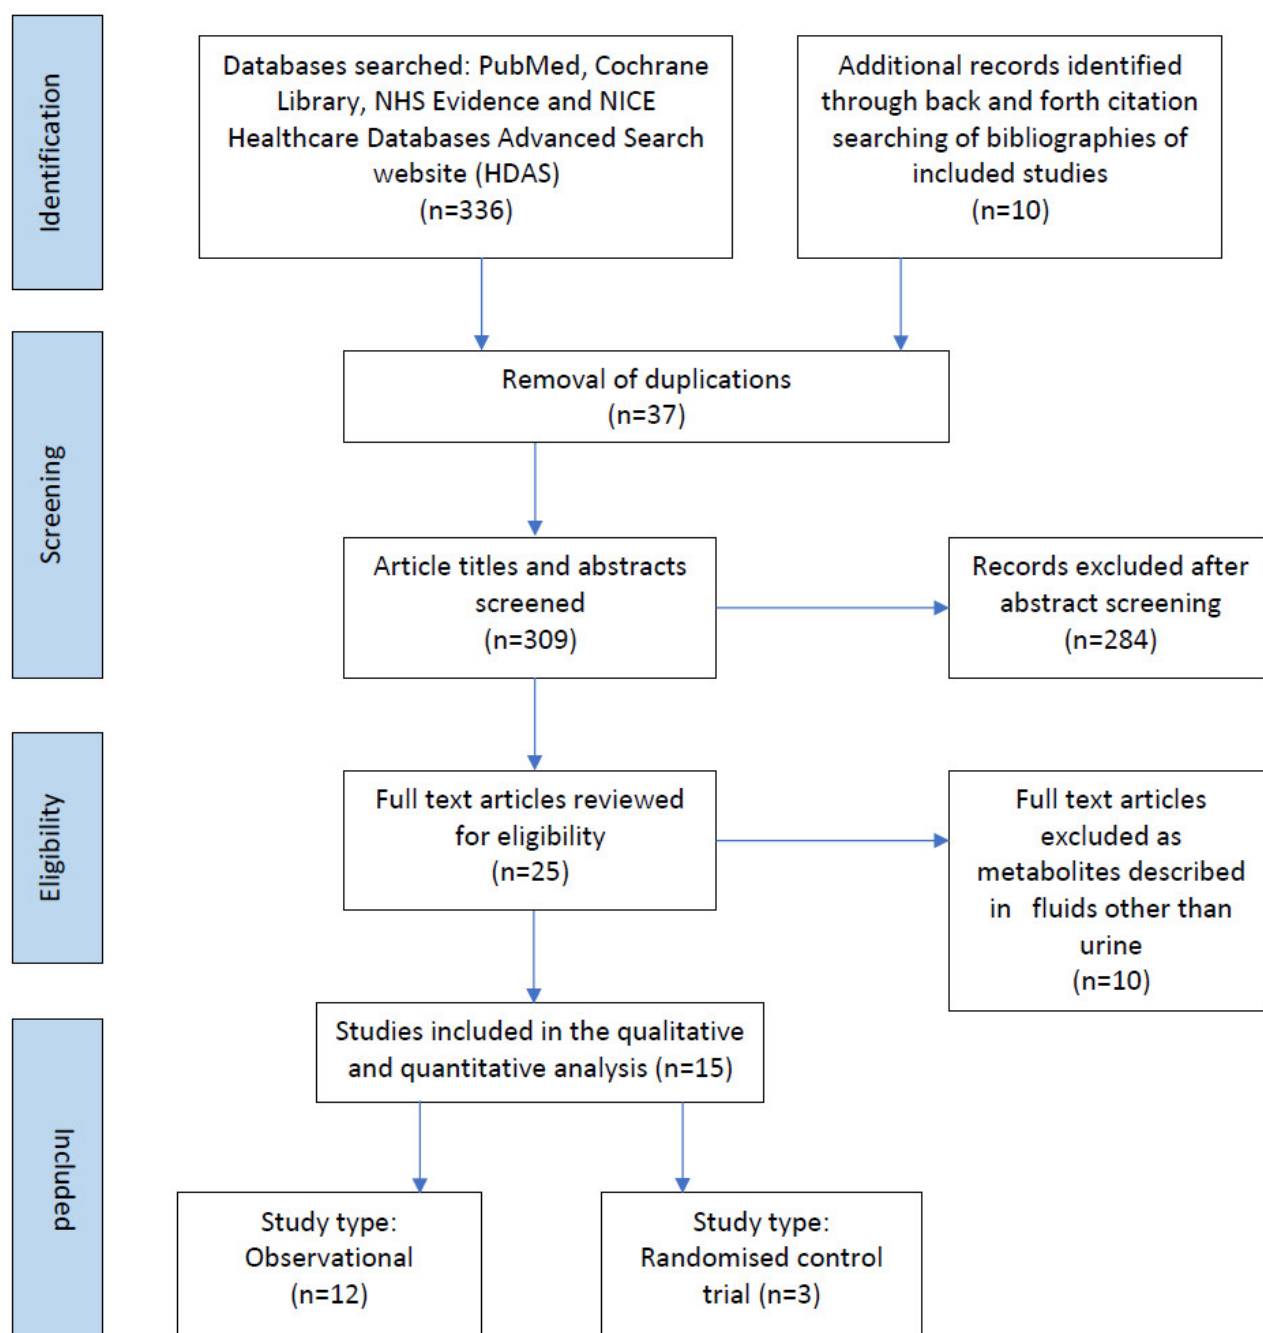 Identification
Databases searched: PubMed, Cochrane
Library, NHS Evidence and NICE
Healthcare Databases Advanced Search
website (HDAS)
(n=336)
Additional records identified
through back and forth citation
searching of bibliographies of
included studies
(n=10)
Screening
Removal of duplications
(n=37)
Article titles and abstracts
screened
(n=309)
Records excluded after
abstract screening
(n=284)
Eligibility
Full text articles reviewed
for eligibility
(n=25)
Full text articles
excluded as
metabolites described
in fluids other than
urine
(n=10)
Included
Studies included in the qualitative
and quantitative analysis (n=15)
Study type:
Observational
(n=12)
Study type:
Randomised control
trial (n=3)